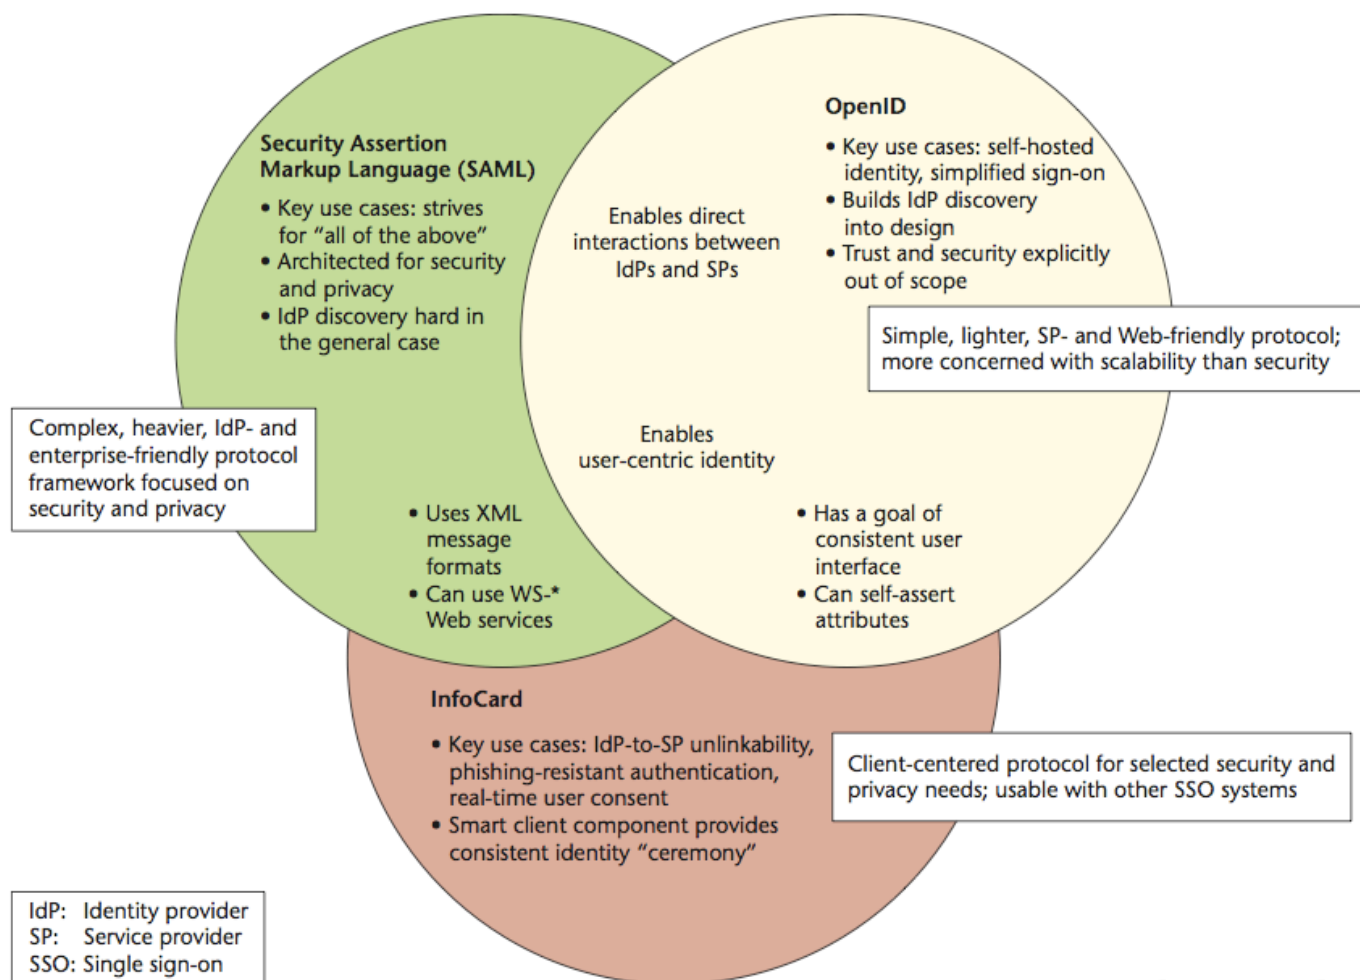 OpenID
• Key use cases: self-hosted
identity, simplified sign-on
• Builds IdP discovery
into design
• Trust and security explicitly
out of scope
Security Assertion
Markup Language (SAML)
• Key use cases: strives
for “all of the above”
• Architected for security
and privacy
• IdP discovery hard in
the general case
Enables direct
interactions between
IdPs and SPs
Simple, lighter, SP- and Web-friendly protocol;
more concerned with scalability than security
Complex, heavier, IdP- and
enterprise-friendly protocol
framework focused on
security and privacy
Enables
user-centric identity
• Uses XML
message
formats
• Can use WS-*
Web services
• Has a goal of
consistent user
interface
• Can self-assert
attributes
InfoCard
• Key use cases: IdP-to-SP unlinkability,
phishing-resistant authentication,
real-time user consent
• Smart client component provides
consistent identity “ceremony”
Client-centered protocol for selected security and
privacy needs; usable with other SSO systems
IdP: Identity provider
SP: Service provider
SSO: Single sign-on